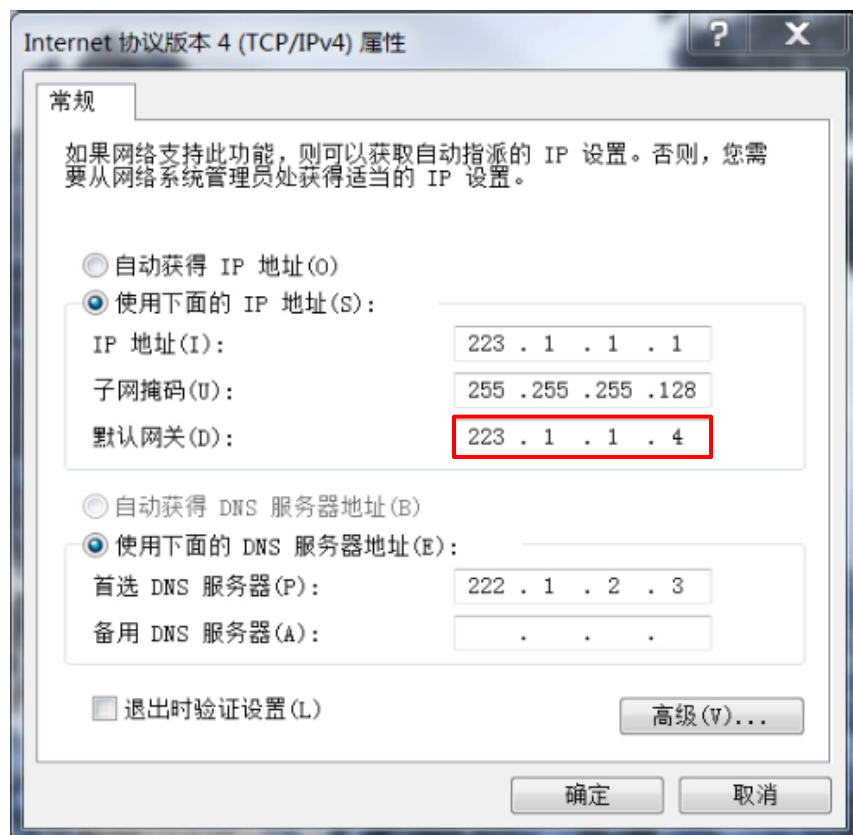 Internet 协议版本 4 (TCP/IPv4) 属性
?
X
常规
如果网络支持此功能，则可以获取自动指派的 IP 设置。否则，您需
要从网络系统管理员处获得适当的 IP 设置。
自动获得 IP 地址(O)
使用下面的 IP 地址(S):
IP 地址(I): 223 . 1 . 1 . 1
子网掩码(U): 255 .255 .255 .128
默认网关(D): 223 . 1 . 1 . 4
自动获得 DNS 服务器地址(B)
使用下面的 DNS 服务器地址(E):
首选 DNS 服务器(P): 222 . 1 . 2 . 3
备用 DNS 服务器(A): . . .
退出时验证设置(L)
高级(V)...
确定 取消